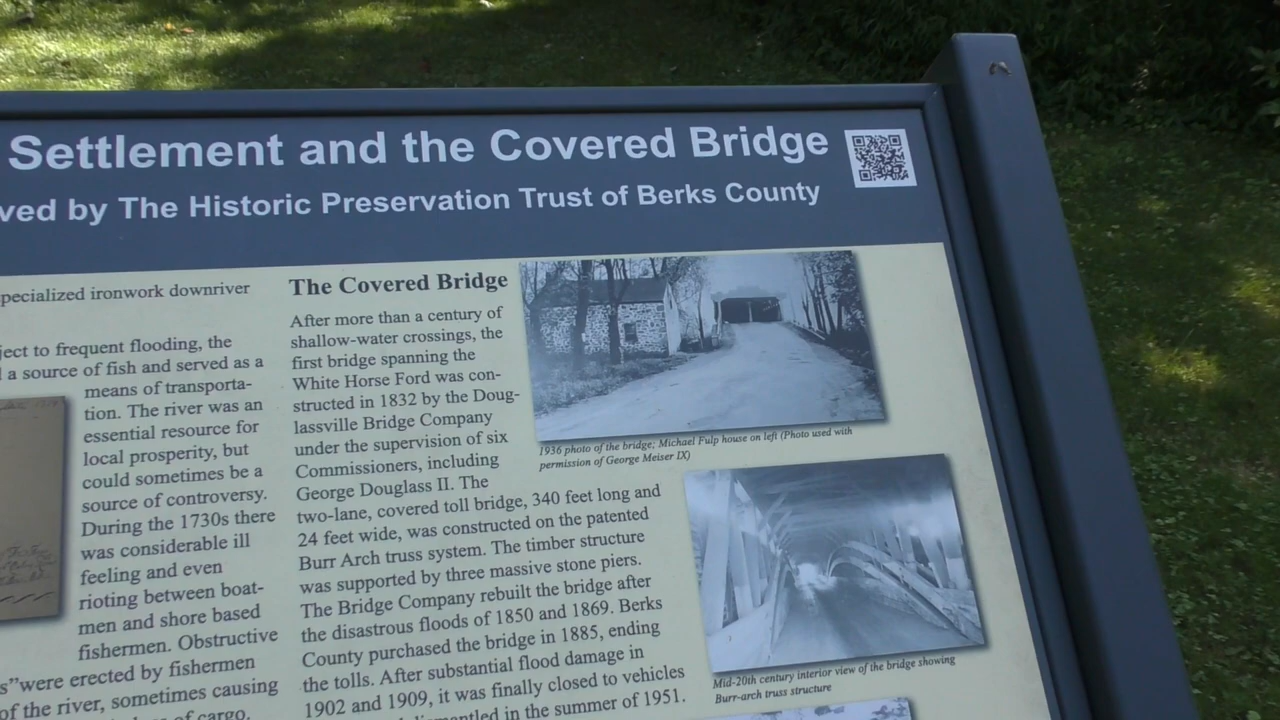 Settlement and the Covered Bridge
ved by The Historic Preservation Trust of Berks County
pecialized ironwork downriver
ject to frequent flooding, the
a source of fish and served as a
means of transporta-
tion. The river was an
essential resource for
local prosperity, but
could sometimes be a
source of controversy.
During the 1730s there
was considerable ill
feeling and even
rioting between boat-
men and shore based
fishermen. Obstructive
s" were erected by fishermen
of the river, sometimes causing
of cargo.
The Covered Bridge
After more than a century of
shallow-water crossings, the
first bridge spanning the
White Horse Ford was con-
structed in 1832 by the Doug-
lassville Bridge Company
under the supervision of six
Commissioners, including
George Douglass II. The
two-lane, covered toll bridge, 340 feet long and
24 feet wide, was constructed on the patented
Burr Arch truss system. The timber structure
was supported by three massive stone piers.
The Bridge Company rebuilt the bridge after
the disastrous floods of 1850 and 1869. Berks
County purchased the bridge in 1885, ending
the tolls. After substantial flood damage in
1902 and 1909, it was finally closed to vehicles
dismantled in the summer of 1951.
1936 photo of the bridge; Michael Fulp house on left (Photo used with
permission of George Meiser IX)
Mid-20th century interior view of the bridge showing
Burr-arch truss structure